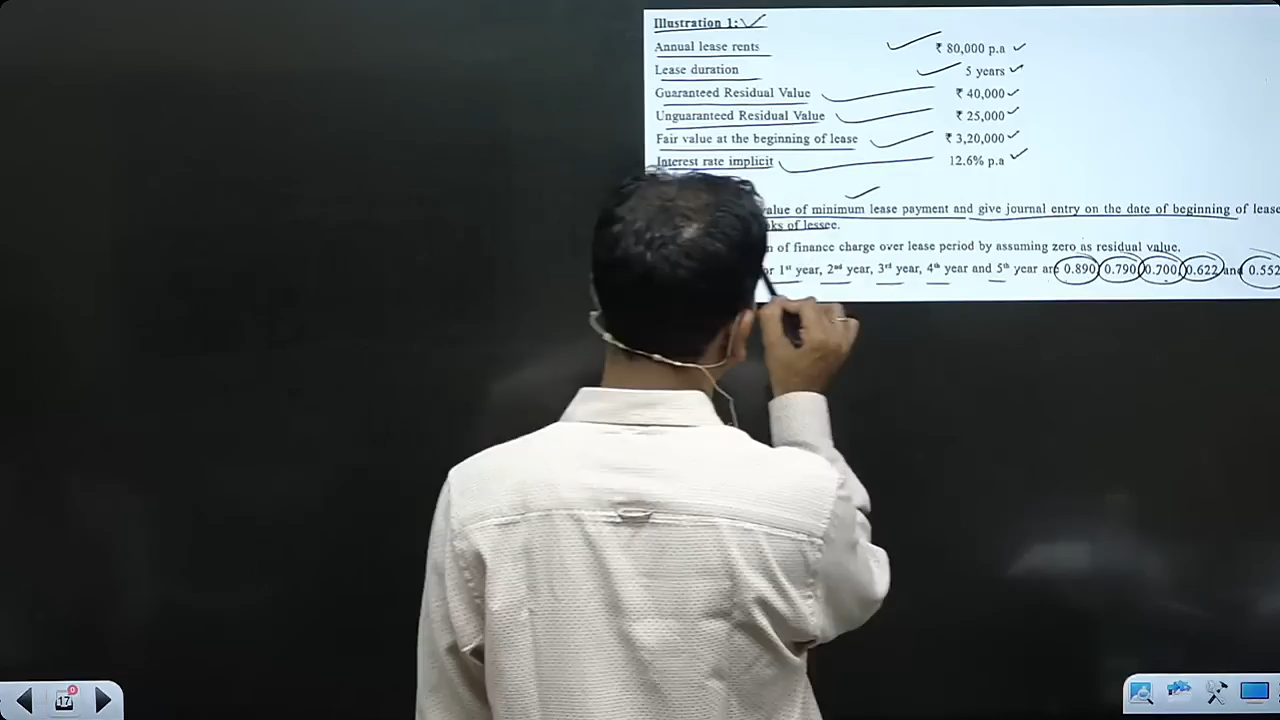 Illustration 1:
Annual lease rents ₹ 80,000 p.a
Lease duration 5 years
Guaranteed Residual Value ₹ 40,000
Unguaranteed Residual Value ₹ 25,000
Fair value at the beginning of lease ₹ 3,20,000
Interest rate implicit 12.6% p.a
value of minimum lease payment and give journal entry on the date of beginning of lease
of lessee.
of finance charge over lease period by assuming zero as residual value.
1st year, 2nd year, 3rd year, 4th year and 5th year are 0.890 0.790 0.700 0.622 and 0.552
17
0